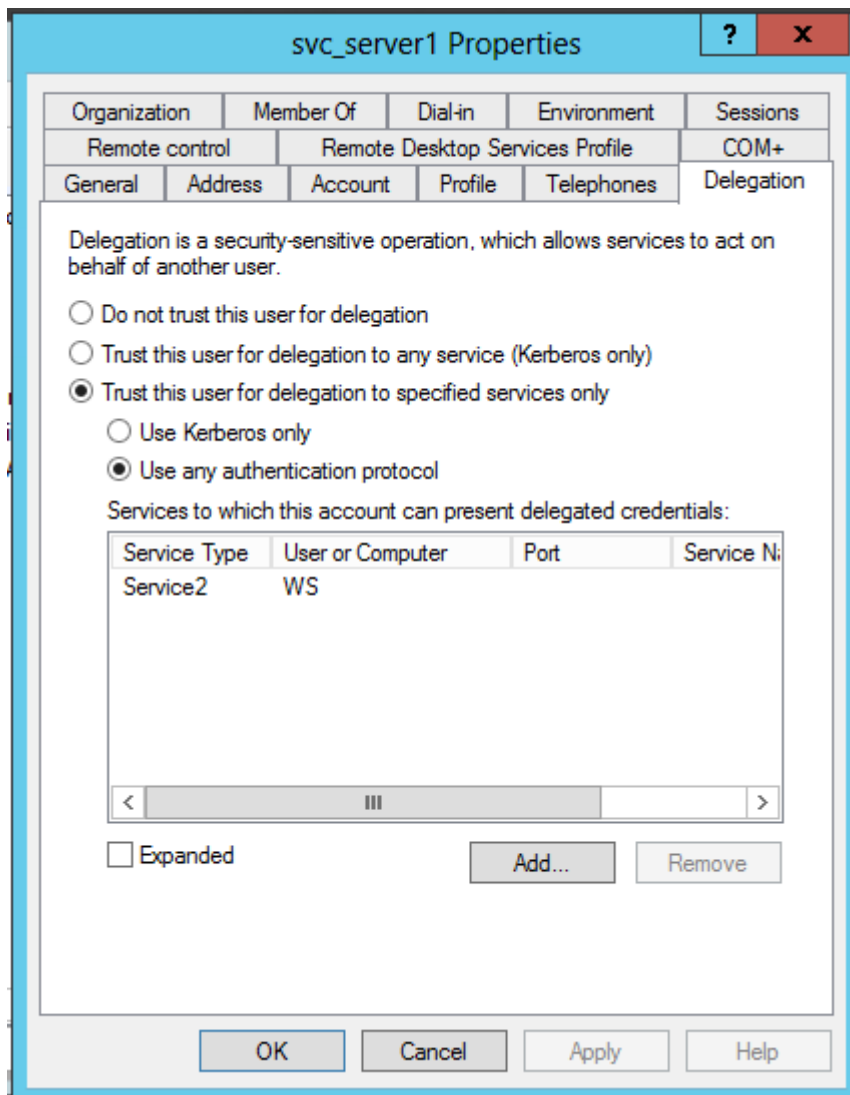 svc_server1 Properties
? x
Organization Member Of Dial-in Environment Sessions
Remote control Remote Desktop Services Profile COM+
General Address Account Profile Telephones Delegation
Delegation is a security-sensitive operation, which allows services to act on
behalf of another user.
Do not trust this user for delegation
Trust this user for delegation to any service (Kerberos only)
Trust this user for delegation to specified services only
Use Kerberos only
Use any authentication protocol
Services to which this account can present delegated credentials:
Service Type User or Computer Port Service
Service2 WS
Expanded Add... Remove
OK Cancel Apply Help